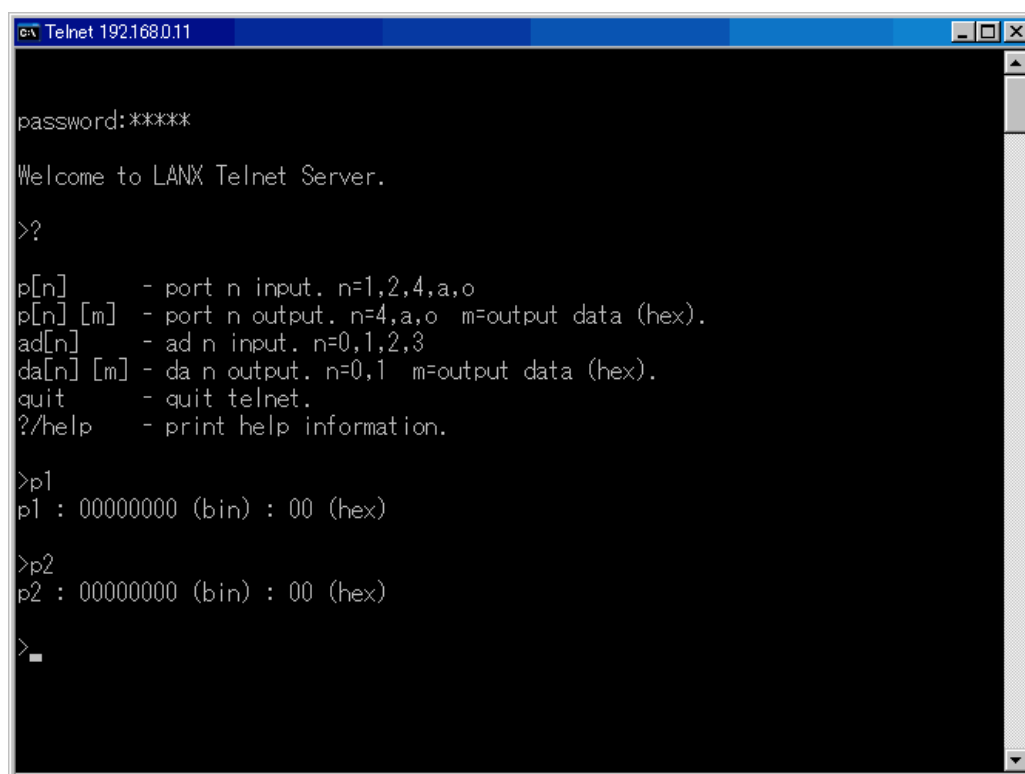 Telnet 192.168.0.11
password:*****
Welcome to LANX Telnet Server.
>?
p[n]      - port n input. n=1,2,4,a,o
p[n] [m]  - port n output. n=4,a,o  m=output data (hex).
ad[n]     - ad n input. n=0,1,2,3
da[n] [m] - da n output. n=0,1  m=output data (hex).
quit      - quit telnet.
?/help    - print help information.
>p1
p1 : 00000000 (bin) : 00 (hex)
>p2
p2 : 00000000 (bin) : 00 (hex)
>_